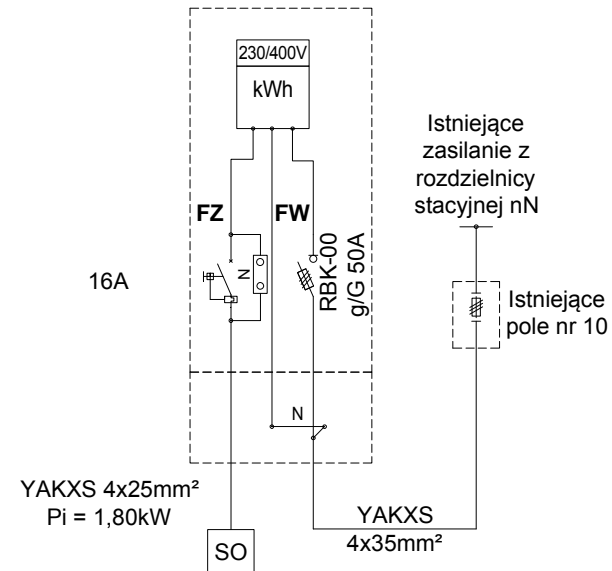 230/400V
kWh
Istniejące
zasilanie z
rozdzielnicy
stacyjnej nN
FZ
FW
N
RBK-00
g/G 50A
16A
Istniejące
pole nr 10
N
YAKXS 4x25mm²
Pi = 1,80kW
YAKXS
4x35mm²
SO